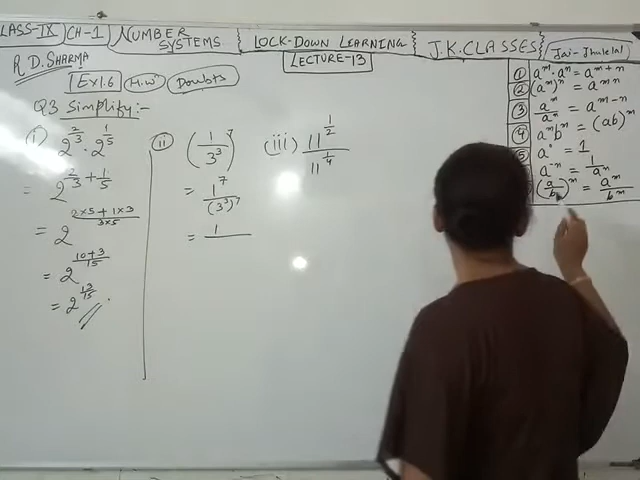 LASS-IX CH-1 NUMBER SYSTEMS LOCK-DOWN LEARNING J.K.CLASSES Jai-Jhulelal
R D.SHARMA LECTURE-13
Ex1.6 H.W Doubts
Q3 Simplify:-
i) 2^{2/3} · 2^{1/5}
= 2^{2/3 + 1/5}
= 2^{(2×5 + 1×3)/(3×5)}
= 2^{(10+3)/15}
= 2^{13/15}
ii) (1/3^3)^7
= 1^7/(3^3)^7
= 1/
(iii) 11^{1/2}/11^{1/4}
① a^m · a^n = a^{m+n}
② (a^m)^n = a^{mn}
③ a^m/a^n = a^{m-n}
④ a^m b^m = (ab)^m
⑤ a^0 = 1
a^{-n} = 1/a^n
(a/b)^m = a^m/b^m